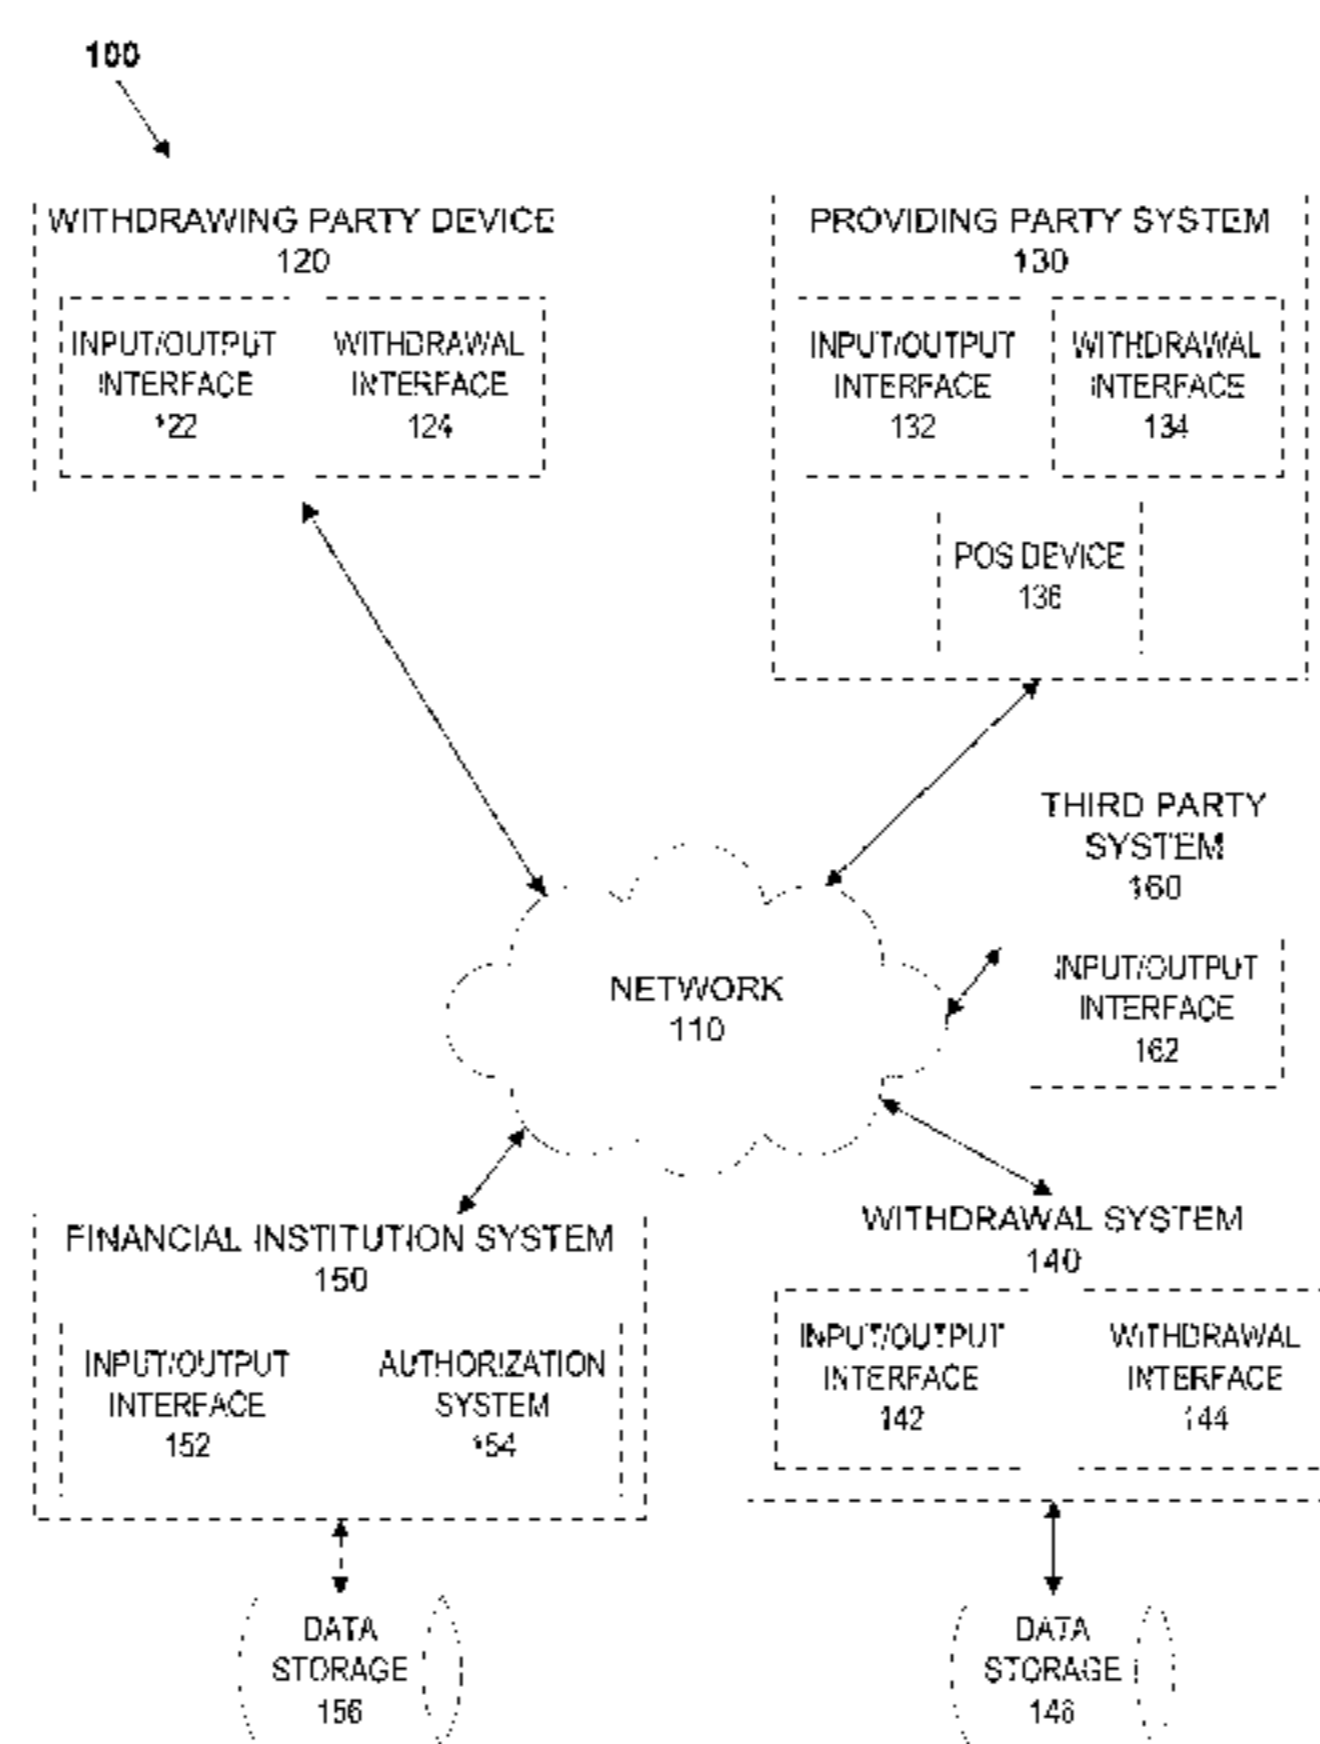 100
WITHDRAWING PARTY DEVICE
120
INPUT/OUTPUT
INTERFACE
122
WITHDRAWAL
INTERFACE
124
PROVIDING PARTY SYSTEM
130
INPUT/OUTPUT
INTERFACE
132
WITHDRAWAL
INTERFACE
134
POS DEVICE
136
THIRD PARTY
SYSTEM
160
INPUT/OUTPUT
INTERFACE
162
NETWORK
110
FINANCIAL INSTITUTION SYSTEM
150
INPUT/OUTPUT
INTERFACE
152
AUTHORIZATION
SYSTEM
154
DATA
STORAGE
156
WITHDRAWAL SYSTEM
140
INPUT/OUTPUT
INTERFACE
142
WITHDRAWAL
INTERFACE
144
DATA
STORAGE
146